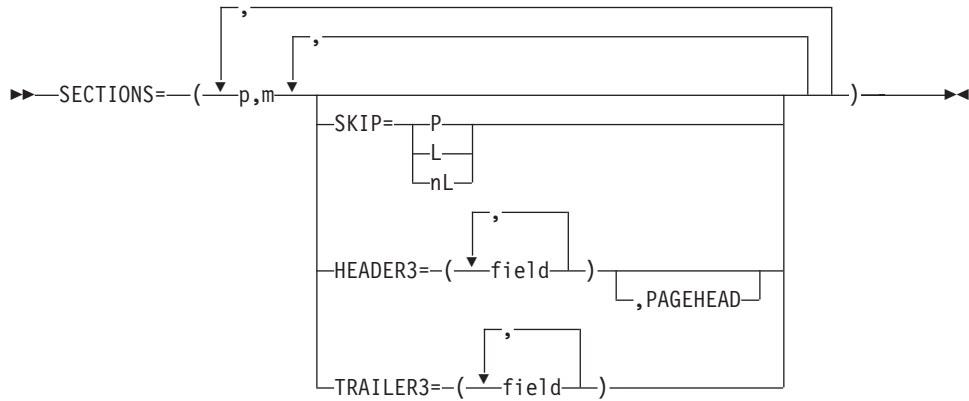 ,
,
SECTIONS= ( p,m )
SKIP= P
L
nL
,
HEADER3= ( field )
,PAGEHEAD
,
TRAILER3= ( field )